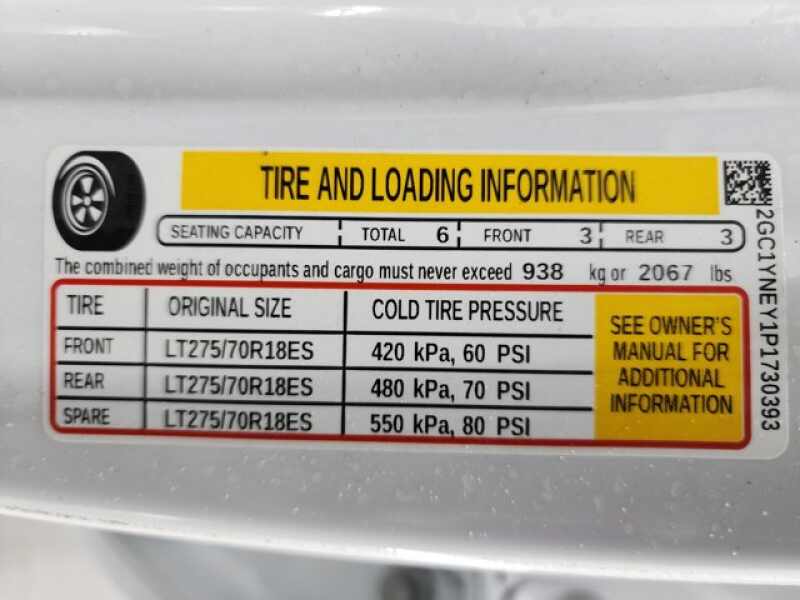 TIRE AND LOADING INFORMATION
SEATING CAPACITY TOTAL 6 FRONT 3 REAR 3
The combined weight of occupants and cargo must never exceed 938 kg or 2067 lbs
TIRE ORIGINAL SIZE COLD TIRE PRESSURE
FRONT LT275/70R18ES 420 kPa, 60 PSI
REAR LT275/70R18ES 480 kPa, 70 PSI
SPARE LT275/70R18ES 550 kPa, 80 PSI
SEE OWNER'S
MANUAL FOR
ADDITIONAL
INFORMATION
2GC1YNEY1P1730393